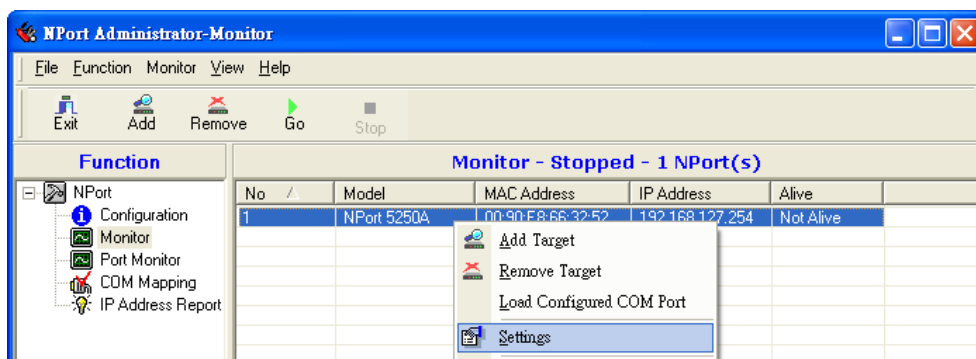 NPort Administrator-Monitor
File Function Monitor View Help
Exit Add Remove Go Stop
Function
Monitor - Stopped - 1 NPort(s)
NPort
Configuration
Monitor
Port Monitor
COM Mapping
IP Address Report
No Model MAC Address IP Address Alive
1 NPort 5250A 00:90:E8:66:32:52 192.168.127.254 Not Alive
Add Target
Remove Target
Load Configured COM Port
Settings